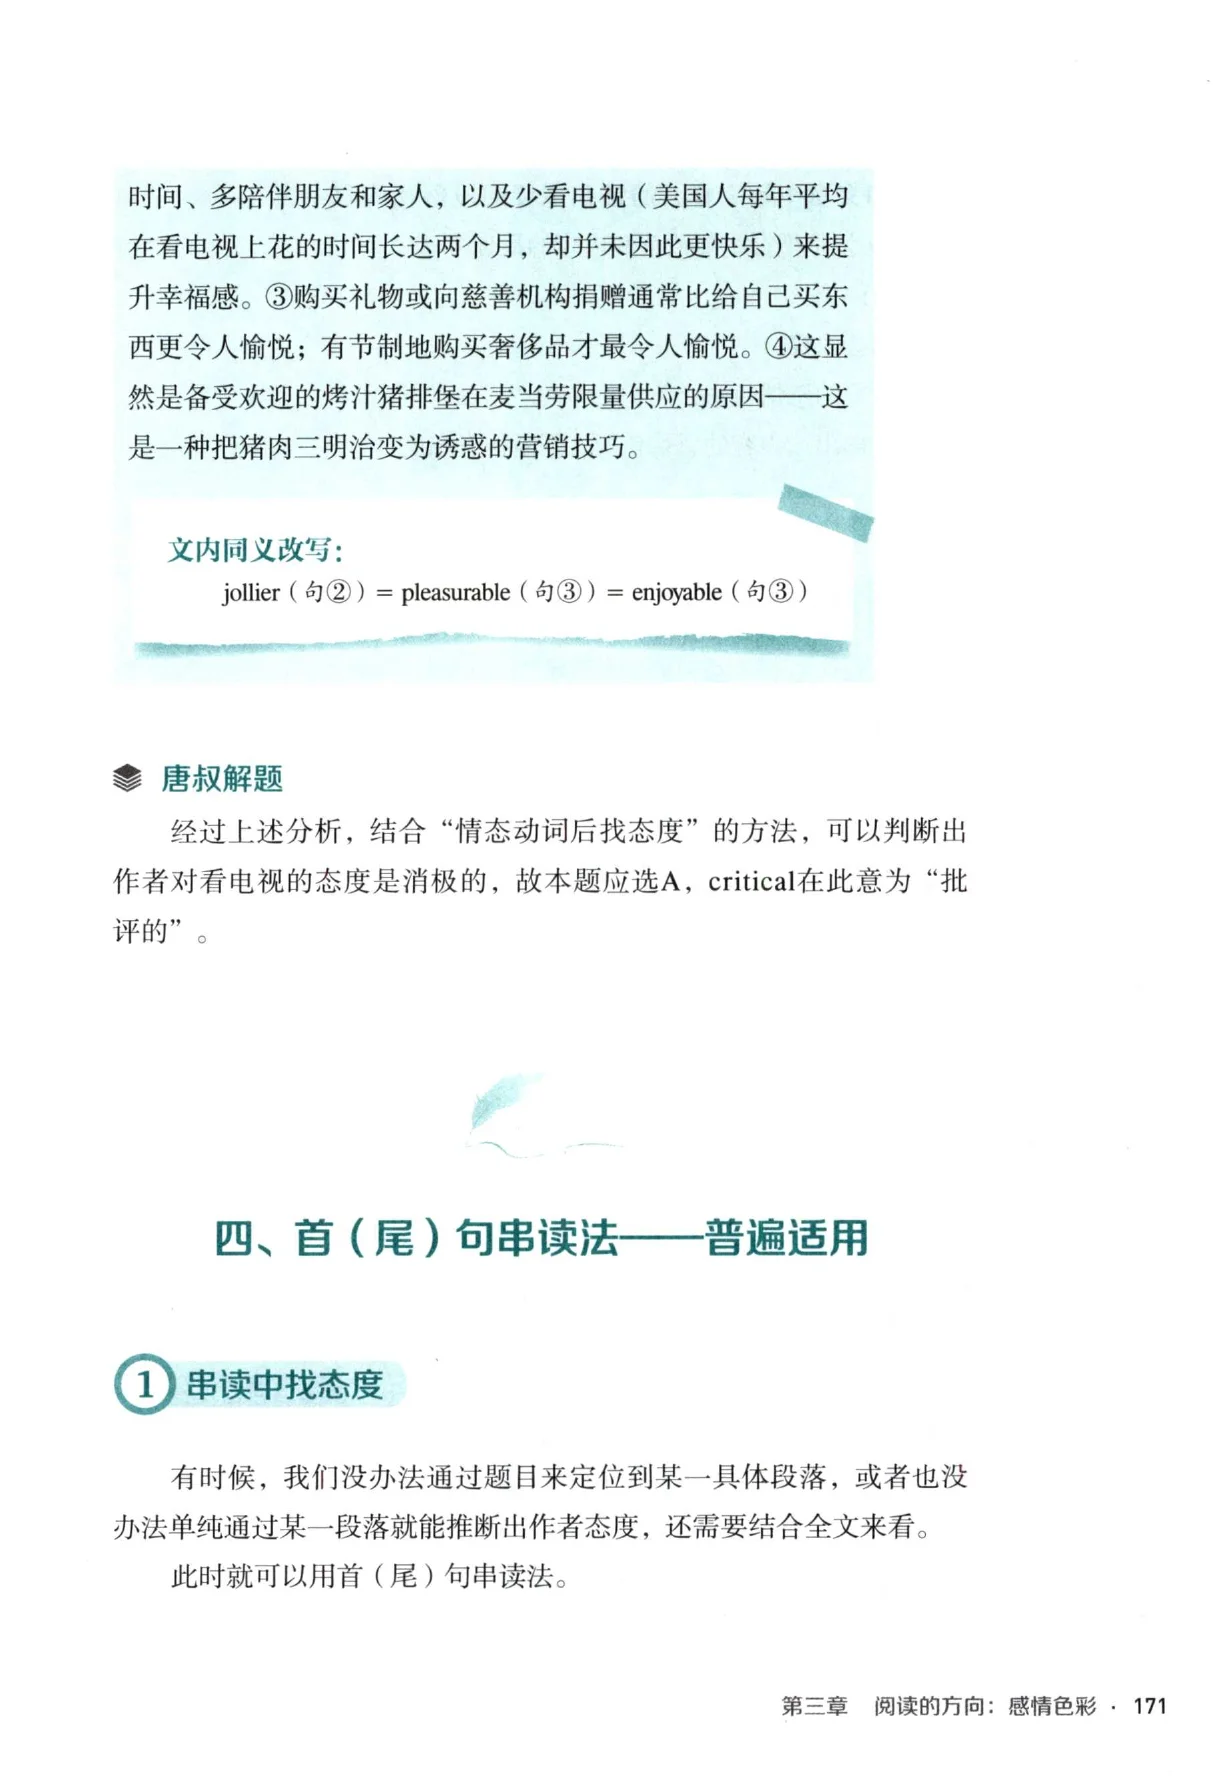 时间、多陪伴朋友和家人，以及少看电视（美国人每年平均
在看电视上花的时间长达两个月，却并未因此更快乐）来提
升幸福感。③购买礼物或向慈善机构捐赠通常比给自己买东
西更令人愉悦；有节制地购买奢侈品才最令人愉悦。④这显
然是备受欢迎的烤汁猪排堡在麦当劳限量供应的原因——这
是一种把猪肉三明治变为诱惑的营销技巧。
文内同义改写：
jollier（句②）= pleasurable（句③）= enjoyable（句③）
唐叔解题
经过上述分析，结合“情态动词后找态度”的方法，可以判断出
作者对看电视的态度是消极的，故本题应选A，critical在此意为“批
评的”。
四、首（尾）句串读法——普遍适用
1 串读中找态度
有时候，我们没办法通过题目来定位到某一具体段落，或者也没
办法单纯通过某一段落就能推断出作者态度，还需要结合全文来看。
此时就可以用首（尾）句串读法。
第三章 阅读的方向：感情色彩 · 171